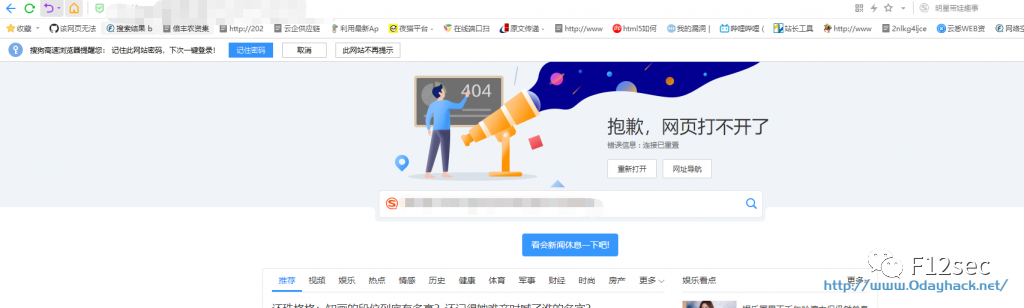 明星带娃趣事
收藏 该网页无法 搜索结果 b 信丰农资集 http://202 云企供应链 利用最新Ap 夜猫平台 - 在线端口扫 原文传递 - http://www html5如何 我的漏洞 | 哔哩哔哩 ( 站长工具 http://www 2nlkg4ljce 云悉WEB资 网络空
搜狗高速浏览器提醒您：记住此网站密码，下次一键登录！ 记住密码 取消 此网站不再提示
404
抱歉，网页打不开了
错误信息：连接已重置
重新打开 网址导航
看会新闻休息一下吧!
推荐 视频 娱乐 热点 情感 历史 健康 体育 军事 财经 时尚 房产 更多 娱乐看点 更多
F12sec
http://www.0dayhack.net/